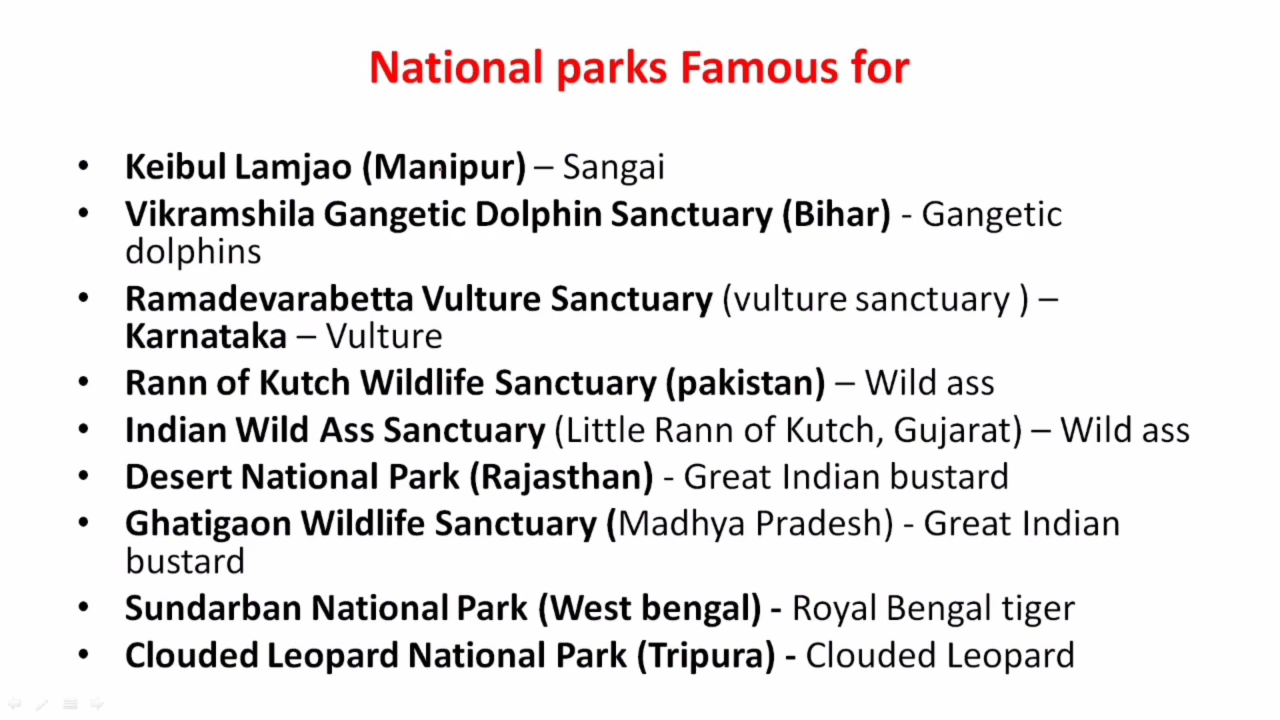 National parks Famous for
• Keibul Lamjao (Manipur) – Sangai
• Vikramshila Gangetic Dolphin Sanctuary (Bihar) - Gangetic
dolphins
• Ramadevarabetta Vulture Sanctuary (vulture sanctuary ) –
Karnataka – Vulture
• Rann of Kutch Wildlife Sanctuary (pakistan) – Wild ass
• Indian Wild Ass Sanctuary (Little Rann of Kutch, Gujarat) – Wild ass
• Desert National Park (Rajasthan) - Great Indian bustard
• Ghatigaon Wildlife Sanctuary (Madhya Pradesh) - Great Indian
bustard
• Sundarban National Park (West bengal) - Royal Bengal tiger
• Clouded Leopard National Park (Tripura) - Clouded Leopard